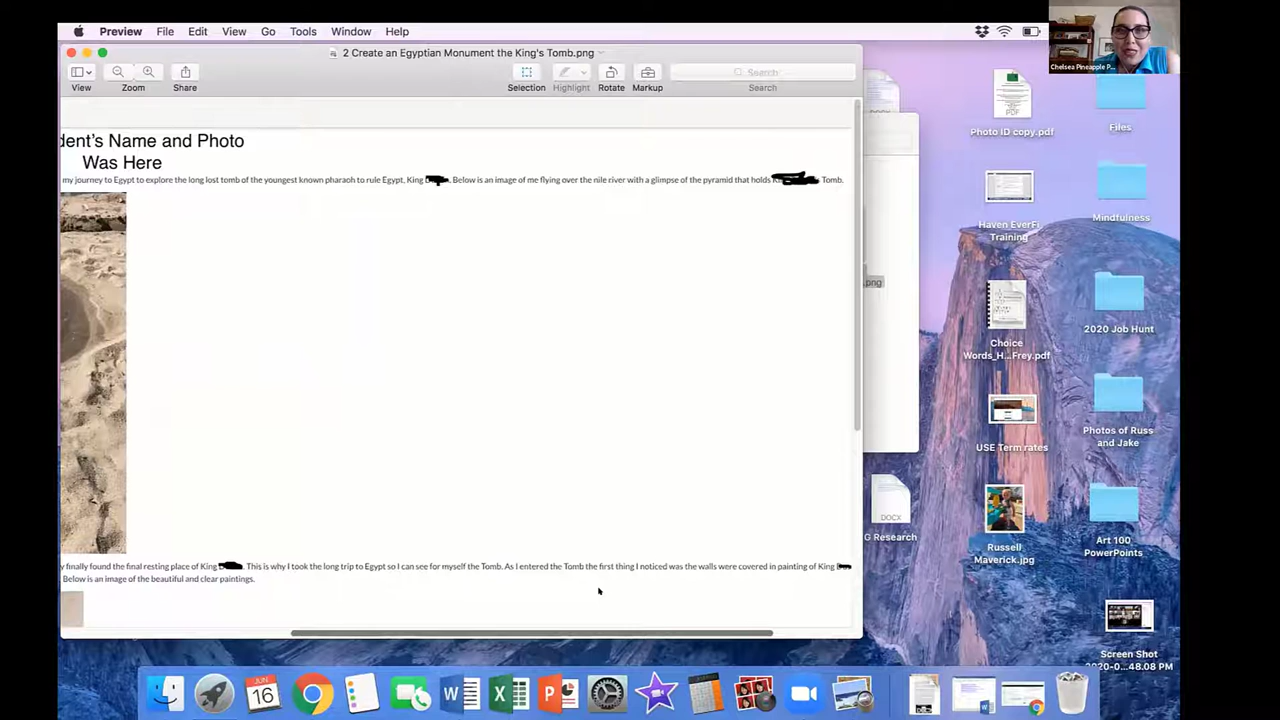 Preview File Edit View Go Tools Window Help
Chelsea Pineapple P...
2 Create an Egyptian Monument the King's Tomb.png
View Zoom Share Selection Highlight Rotate Markup Search
Search
dent's Name and Photo
Was Here
my journey to Egypt to explore the long lost tomb of the youngest known pharaoh to rule Egypt, King . Below is an image of me flying over the nile river with a glimpse of the pyramid that holds Tomb.
y finally found the final resting place of King . This is why I took the long trip to Egypt so I can see for myself the Tomb. As I entered the Tomb the first thing I noticed was the walls were covered in painting of King
Below is an image of the beautiful and clear paintings.
DOCX
.png
DOCX
G Research
PDF
Photo ID copy.pdf
Files
Haven EverFi
Training
Mindfulness
Choice
Words_H...Frey.pdf
2020 Job Hunt
USE Term rates
Photos of Russ
and Jake
Russell
Maverick.jpg
Art 100
PowerPoints
Screen Shot
2020-0...48.08 PM
JUN
16